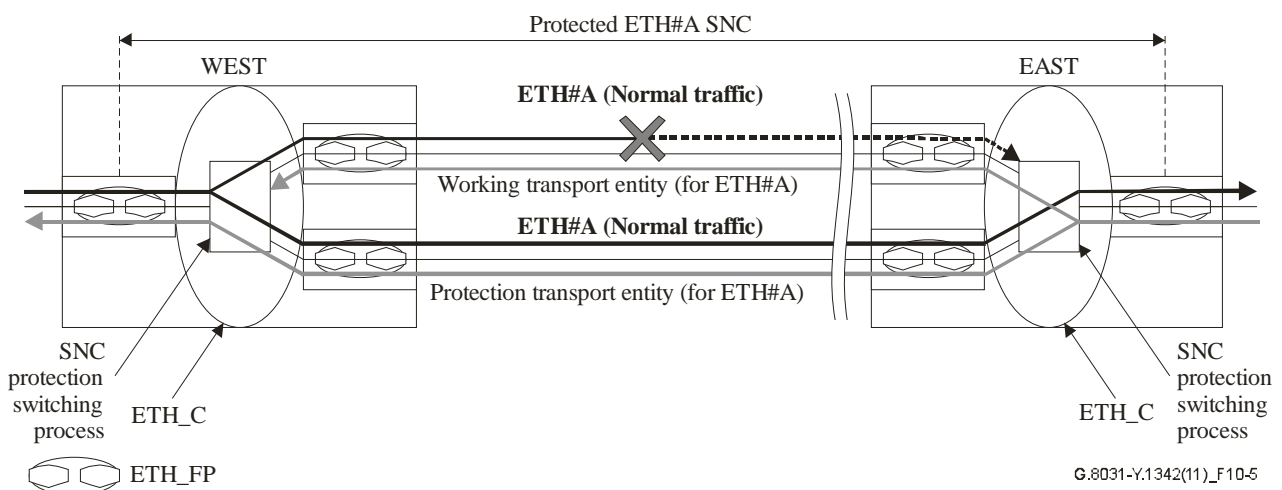 Protected ETH#A SNC
WEST
EAST
ETH#A (Normal traffic)
Working transport entity (for ETH#A)
ETH#A (Normal traffic)
Protection transport entity (for ETH#A)
SNC
protection
switching
process
ETH_C
ETH_C
SNC
protection
switching
process
ETH_FP
G.8031-Y.1342(11)_F10-5